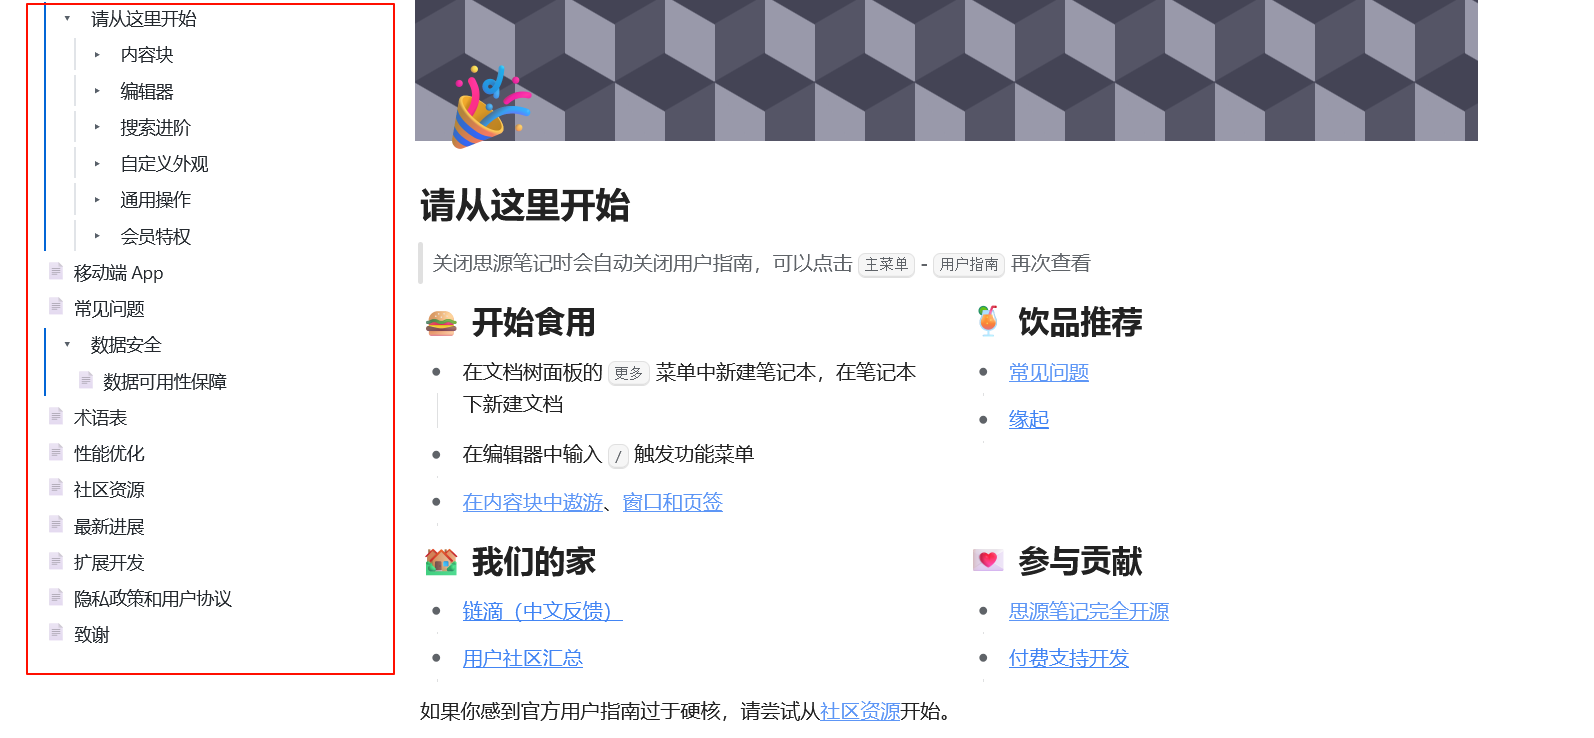 请从这里开始
内容块
编辑器
搜索进阶
自定义外观
通用操作
会员特权
移动端 App
常见问题
数据安全
数据可用性保障
术语表
性能优化
社区资源
最新进展
扩展开发
隐私政策和用户协议
致谢
请从这里开始
关闭思源笔记时会自动关闭用户指南，可以点击 主菜单 - 用户指南 再次查看
开始食用
在文档树面板的 更多 菜单中新建笔记本，在笔记本
下新建文档
在编辑器中输入 / 触发功能菜单
在内容块中遨游、窗口和页签
饮品推荐
常见问题
缘起
我们的家
链滴（中文反馈）
用户社区汇总
参与贡献
思源笔记完全开源
付费支持开发
如果你感到官方用户指南过于硬核，请尝试从社区资源开始。